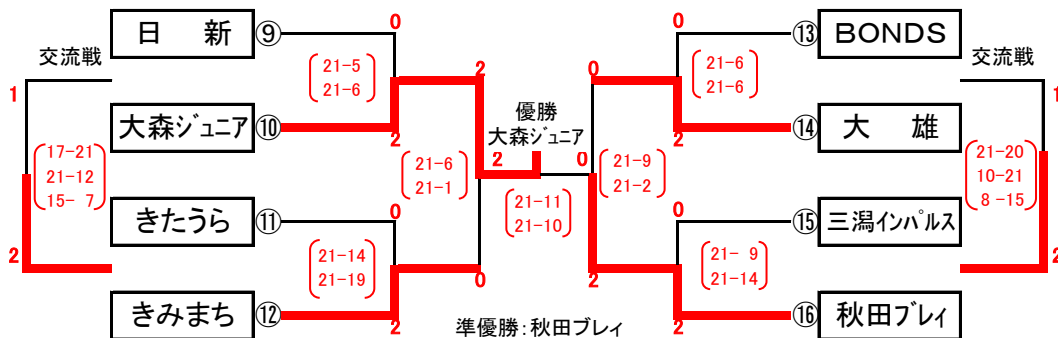 日 新 ⑨
0
交流戦
1
21-5
21-6
2
大森ジュニア ⑩
2
17-21
21-12
15- 7
21-6
21-1
きたうら ⑪
0
21-14
21-19
2
0
きみまち ⑫
2
優勝
大森ジュニア
2 0
21-11
21-10
準優勝:秋田ブレィ
0
⑬ BONDS
交流戦
1
0
21-6
21-6
⑭ 大 雄
2
21-9
21-2
21-20
10-21
8 -15
0
⑮ 三潟インパルス
21- 9
21-14
2
2
⑯ 秋田ブレィ
2